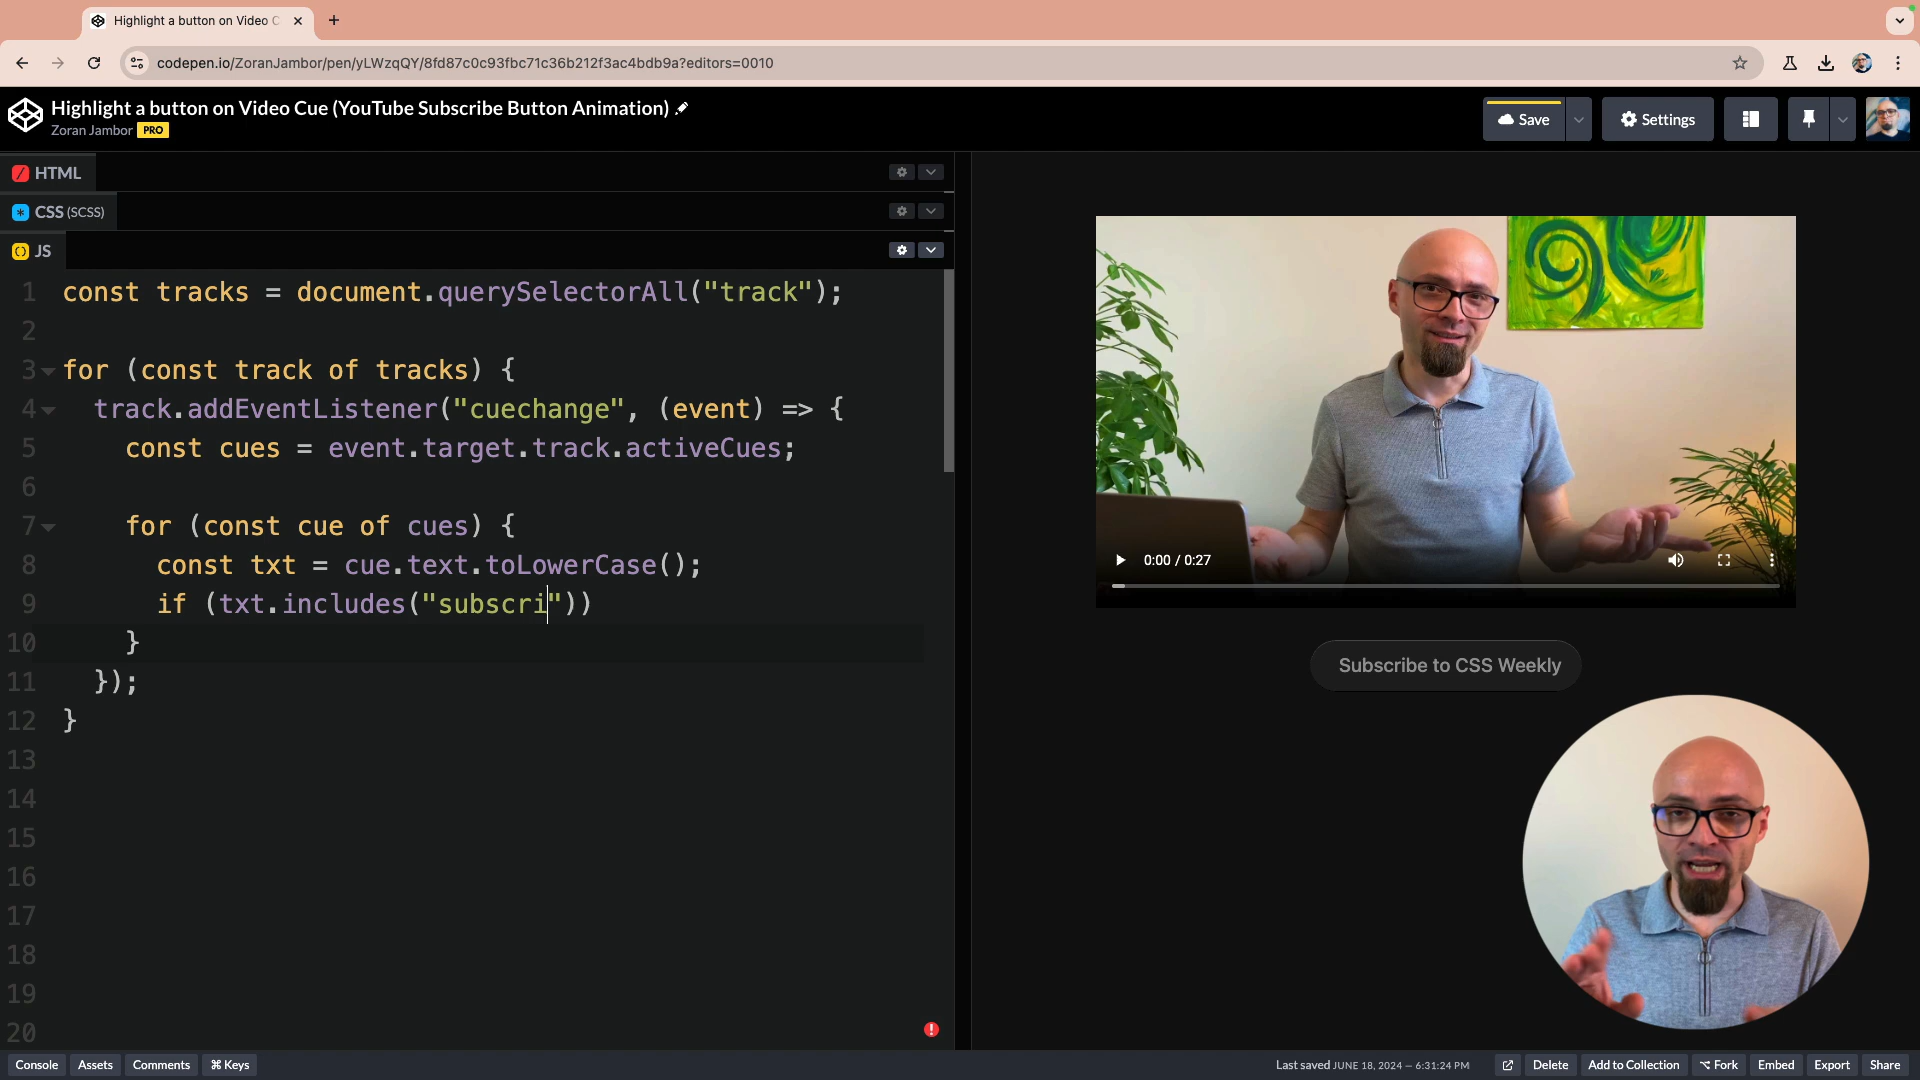 Highlight a button on Video C
codepen.io/ZoranJambor/pen/yLWzqQY/8fd87c0c93fbc71c36b212f3ac4bdb9a?editors=0010
Highlight a button on Video Cue (YouTube Subscribe Button Animation)
Zoran Jambor PRO
Save
Settings
HTML
CSS (SCSS)
JS
1 const tracks = document.querySelectorAll("track");
2
3 for (const track of tracks) {
4 track.addEventListener("cuechange", (event) => {
5 const cues = event.target.track.activeCues;
6
7 for (const cue of cues) {
8 const txt = cue.text.toLowerCase();
9 if (txt.includes("subscri"))
10 }
11 });
12 }
13
14
15
16
17
18
19
20
0:00 / 0:27
Subscribe to CSS Weekly
Console Assets Comments ⌘ Keys
Last saved JUNE 18, 2024 — 6:31:24 PM
Delete Add to Collection ⌥ Fork Embed Export Share